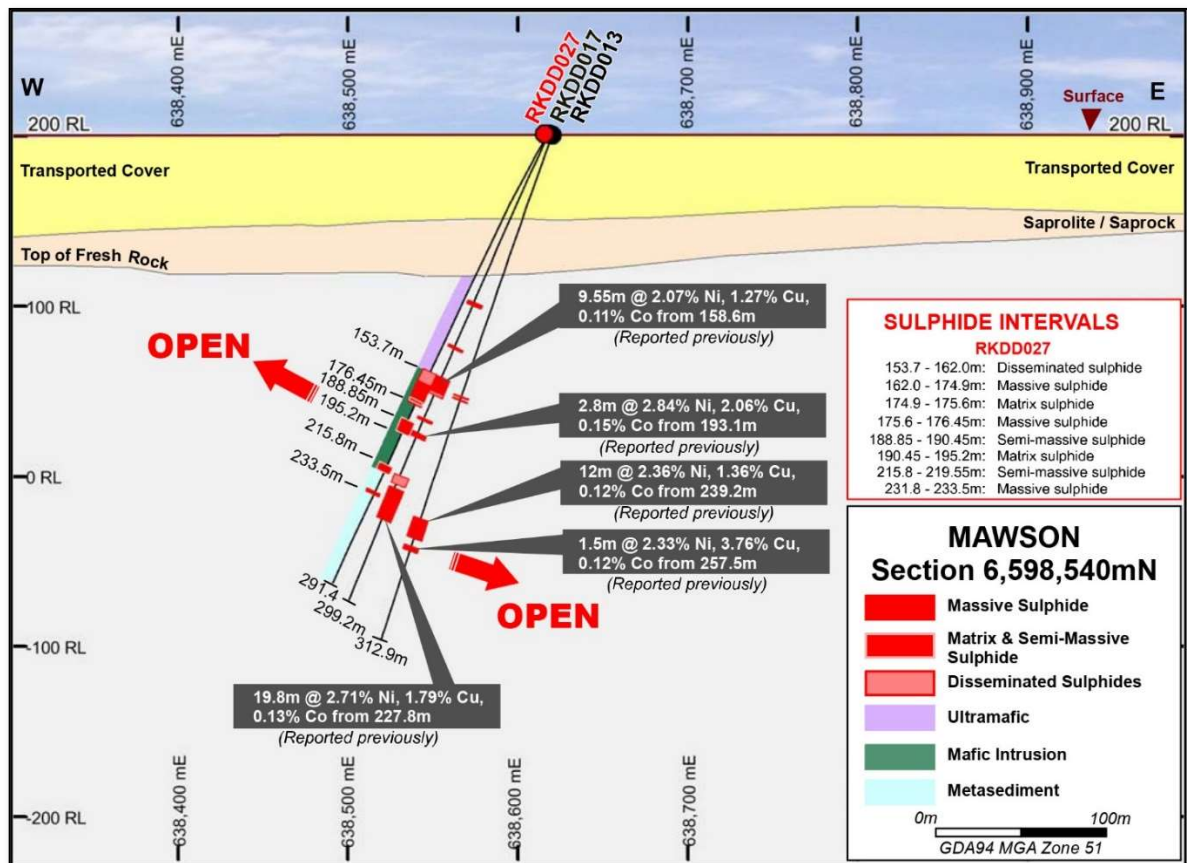 638,400 mE
638,500 mE
RKDD027
RKDD017
RKDD013
638,700 mE
638,800 mE
638,900 mE
W
E
Surface
200 RL
200 RL
Transported Cover
Transported Cover
Saprolite / Saprock
Top of Fresh Rock
100 RL
9.55m @ 2.07% Ni, 1.27% Cu,
0.11% Co from 158.6m
(Reported previously)
OPEN
153.7m
176.45m
188.85m
195.2m
215.8m
233.5m
2.8m @ 2.84% Ni, 2.06% Cu,
0.15% Co from 193.1m
(Reported previously)
0 RL
12m @ 2.36% Ni, 1.36% Cu,
0.12% Co from 239.2m
(Reported previously)
1.5m @ 2.33% Ni, 3.76% Cu,
0.12% Co from 257.5m
(Reported previously)
OPEN
291.4
299.2m
312.9m
-100 RL
19.8m @ 2.71% Ni, 1.79% Cu,
0.13% Co from 227.8m
(Reported previously)
638,400 mE
638,500 mE
638,600 mE
638,700 mE
-200 RL
SULPHIDE INTERVALS
RKDD027
153.7 - 162.0m: Disseminated sulphide
162.0 - 174.9m: Massive sulphide
174.9 - 175.6m: Matrix sulphide
175.6 - 176.45m: Massive sulphide
188.85 - 190.45m: Semi-massive sulphide
190.45 - 195.2m: Matrix sulphide
215.8 - 219.55m: Semi-massive sulphide
231.8 - 233.5m: Massive sulphide
MAWSON
Section 6,598,540mN
Massive Sulphide
Matrix & Semi-Massive
Sulphide
Disseminated Sulphides
Ultramafic
Mafic Intrusion
Metasediment
0m
100m
GDA94 MGA Zone 51